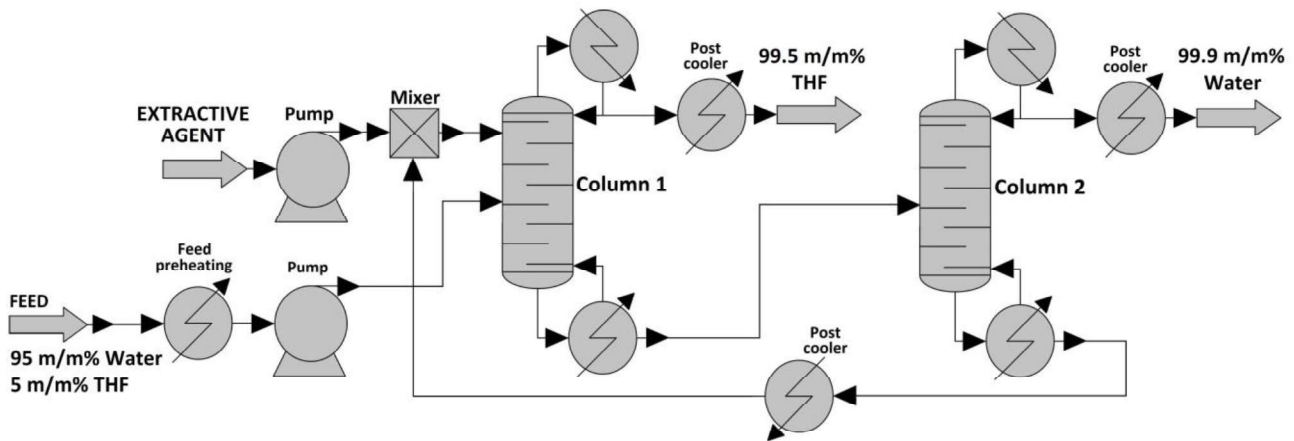 EXTRACTIVE
AGENT
Pump
Mixer
Post
cooler
99.5 m/m%
THF
Column 1
Post
cooler
99.9 m/m%
Water
Column 2
Feed
preheating
Pump
FEED
95 m/m% Water
5 m/m% THF
Post
cooler